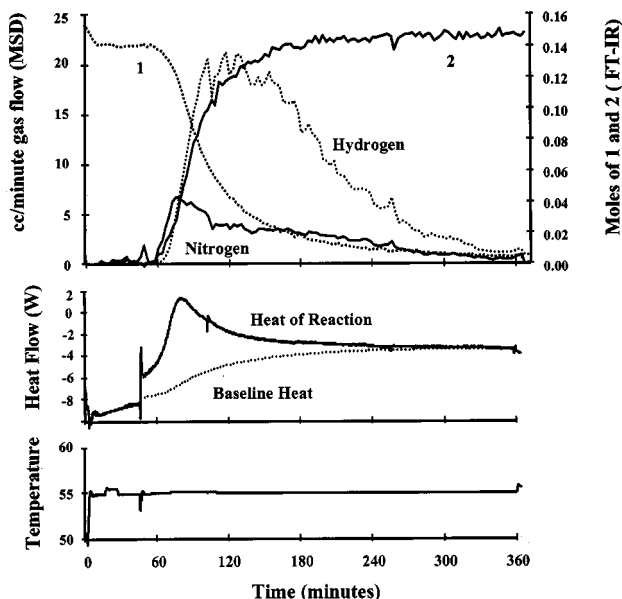 25
20
15
10
5
0
cc/minute gas flow (MSD)
0.16
0.14
0.12
0.10
0.08
0.06
0.04
0.02
0.00
Moles of 1 and 2 ( FT-IR)
1
2
Hydrogen
Nitrogen
2
0
-2
-4
-6
-8
Heat Flow (W)
Heat of Reaction
Baseline Heat
60
55
50
Temperature
0 60 120 180 240 300 360
Time (minutes)